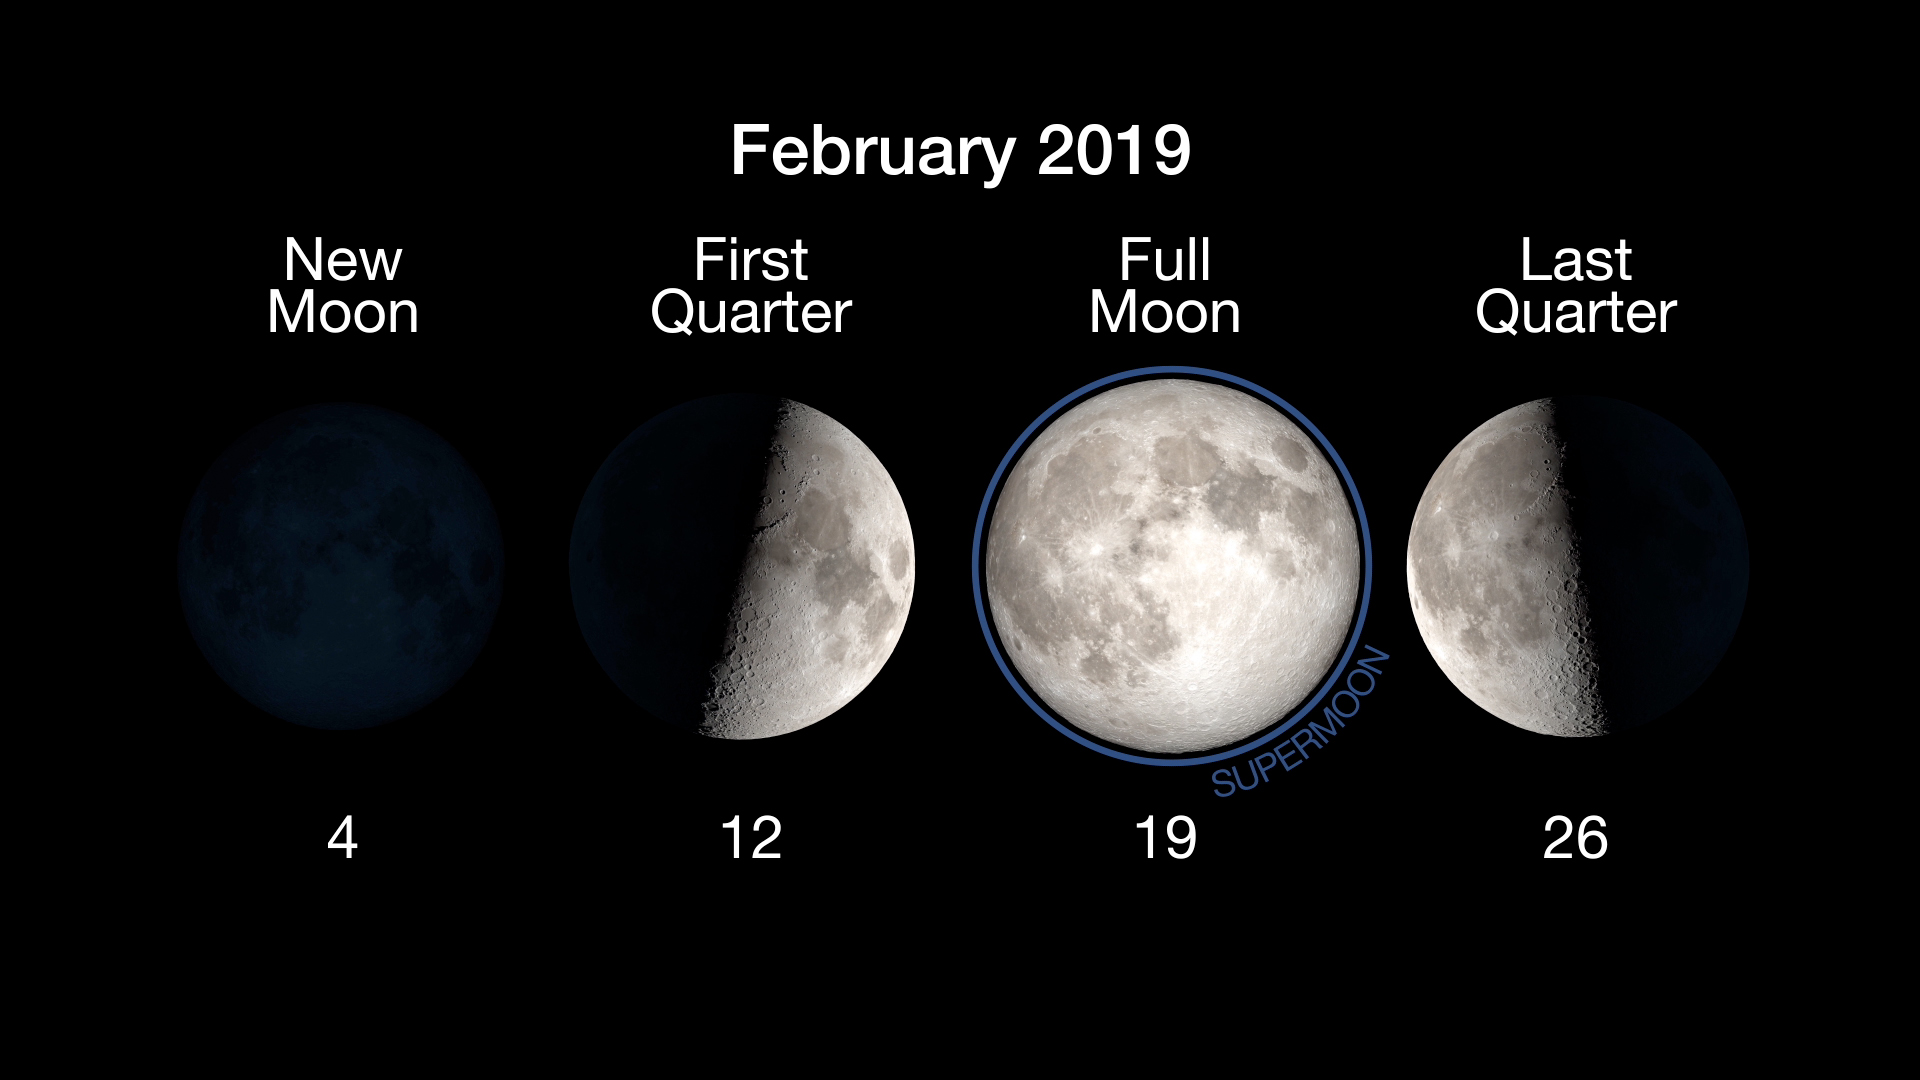 February 2019
New
Moon
First
Quarter
Full
Moon
Last
Quarter
SUPERMOON
4
12
19
26